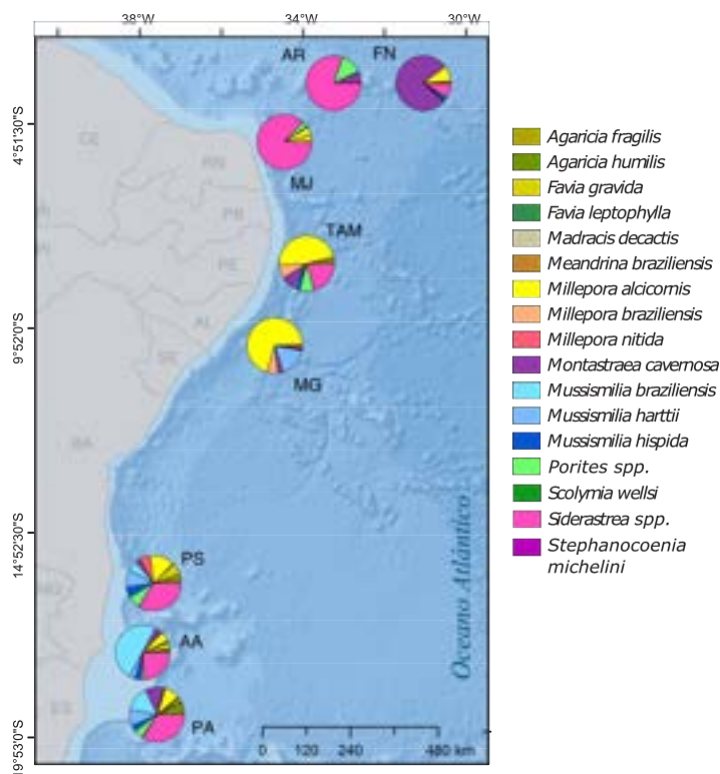 38°W 34°W 30°W
AR FN
4°51'30"S
MJ
TAM
9°52'0"S
MG
14°52'30"S
PS
AA
PA
19°53'0"S
Oceano Atlántico
0 120 240 480 km
CE
RN
PB
PE
AL
SE
BA
ES
Agaricia fragilis
Agaricia humilis
Favia gravida
Favia leptophylla
Madracis decactis
Meandrina braziliensis
Millepora alcicornis
Millepora braziliensis
Millepora nitida
Montastraea cavernosa
Mussismilia braziliensis
Mussismilia harttii
Mussismilia hispida
Porites spp.
Scolymia wellsi
Siderastrea spp.
Stephanocoenia
michelini